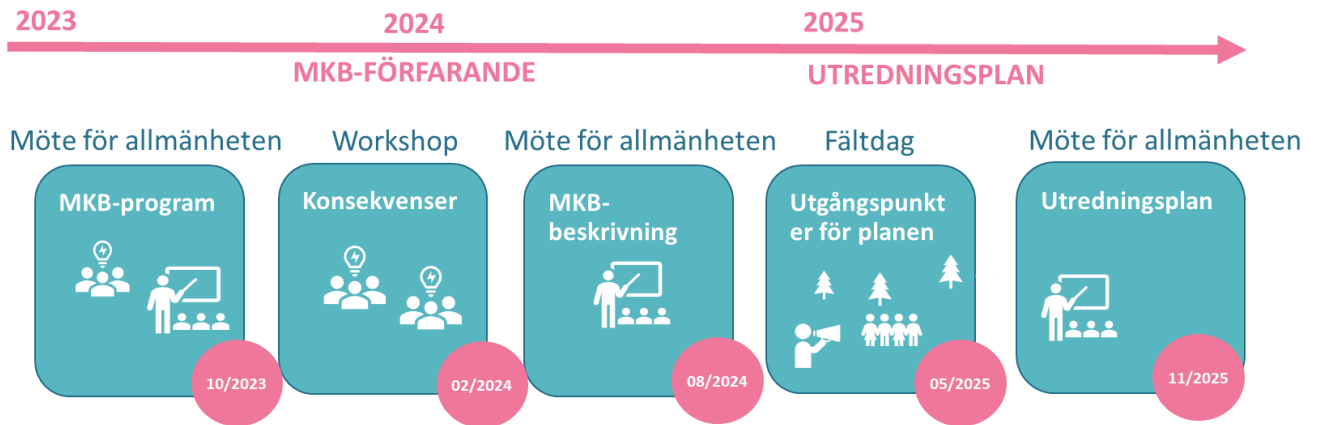 2023
2024
2025
MKB-FÖRFARANDE
UTREDNINGSPLAN
Möte för allmänheten
Workshop
Möte för allmänheten
Fältdag
Möte för allmänheten
MKB-program
10/2023
Konsekvenser
02/2024
MKB-
beskrivning
08/2024
Utgångspunkt
er för planen
05/2025
Utredningsplan
11/2025